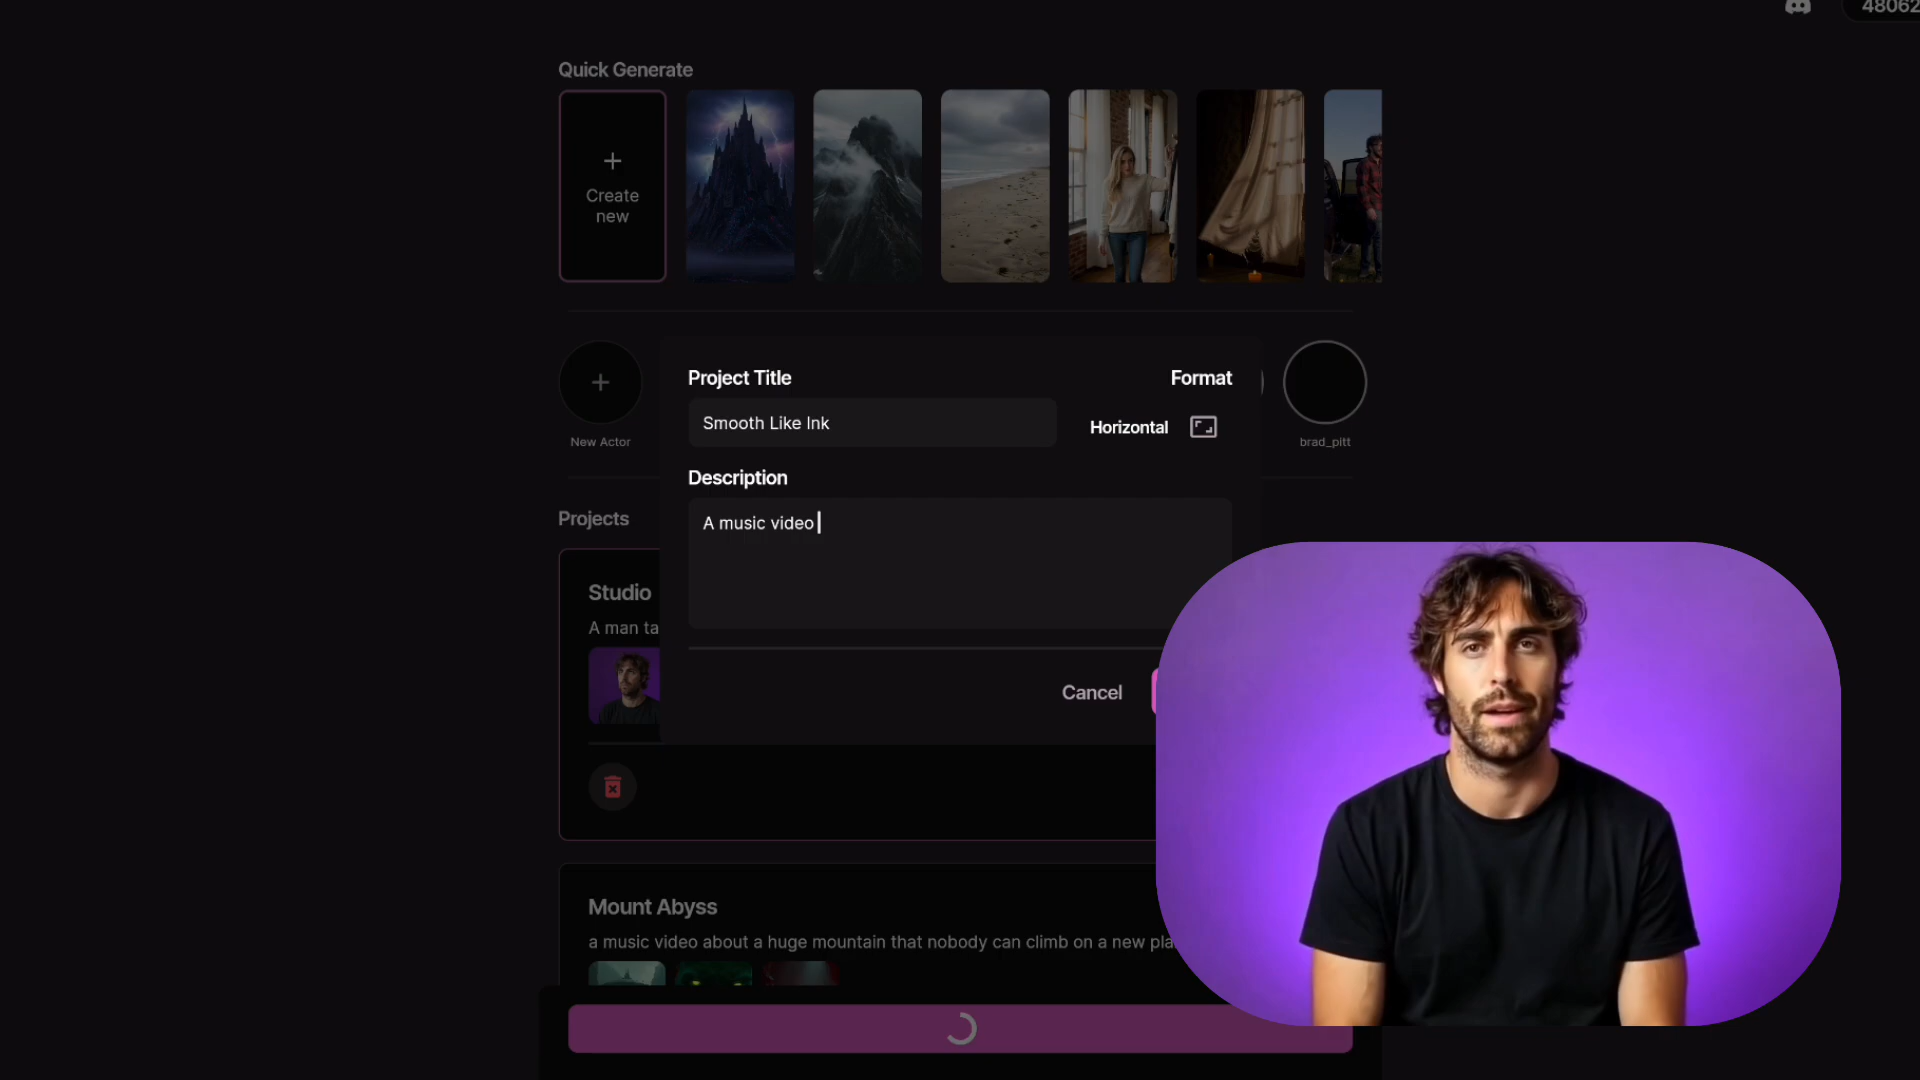 48062
Quick Generate
+
Create
new
+
New Actor
brad_pitt
Project Title
Format
Smooth Like Ink
Horizontal
Description
A music video
Projects
Studio
A man ta
Cancel
Mount Abyss
a music video about a huge mountain that nobody can climb on a new pla